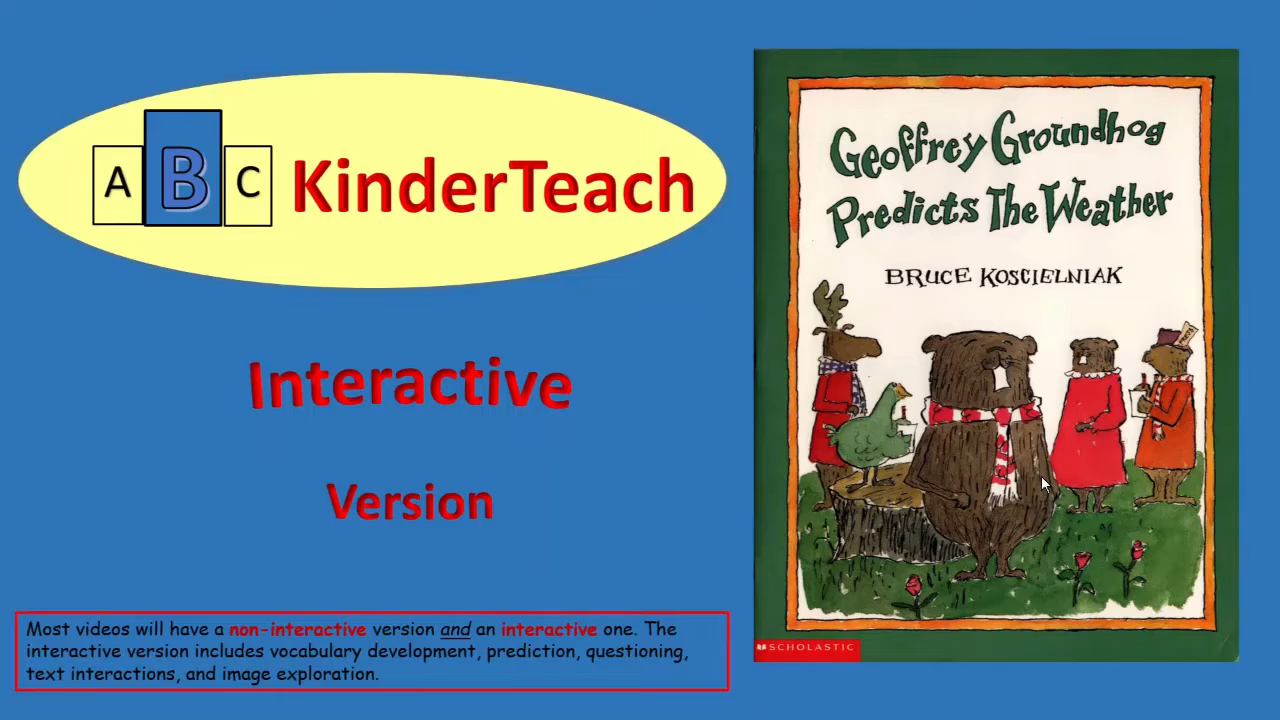 A B C KinderTeach
Interactive
Version
Most videos will have a non-interactive version and an interactive one. The
interactive version includes vocabulary development, prediction, questioning,
text interactions, and image exploration.
Geoffrey Groundhog
Predicts The Weather
BRUCE KOSCIELNIAK
SCHOLASTIC